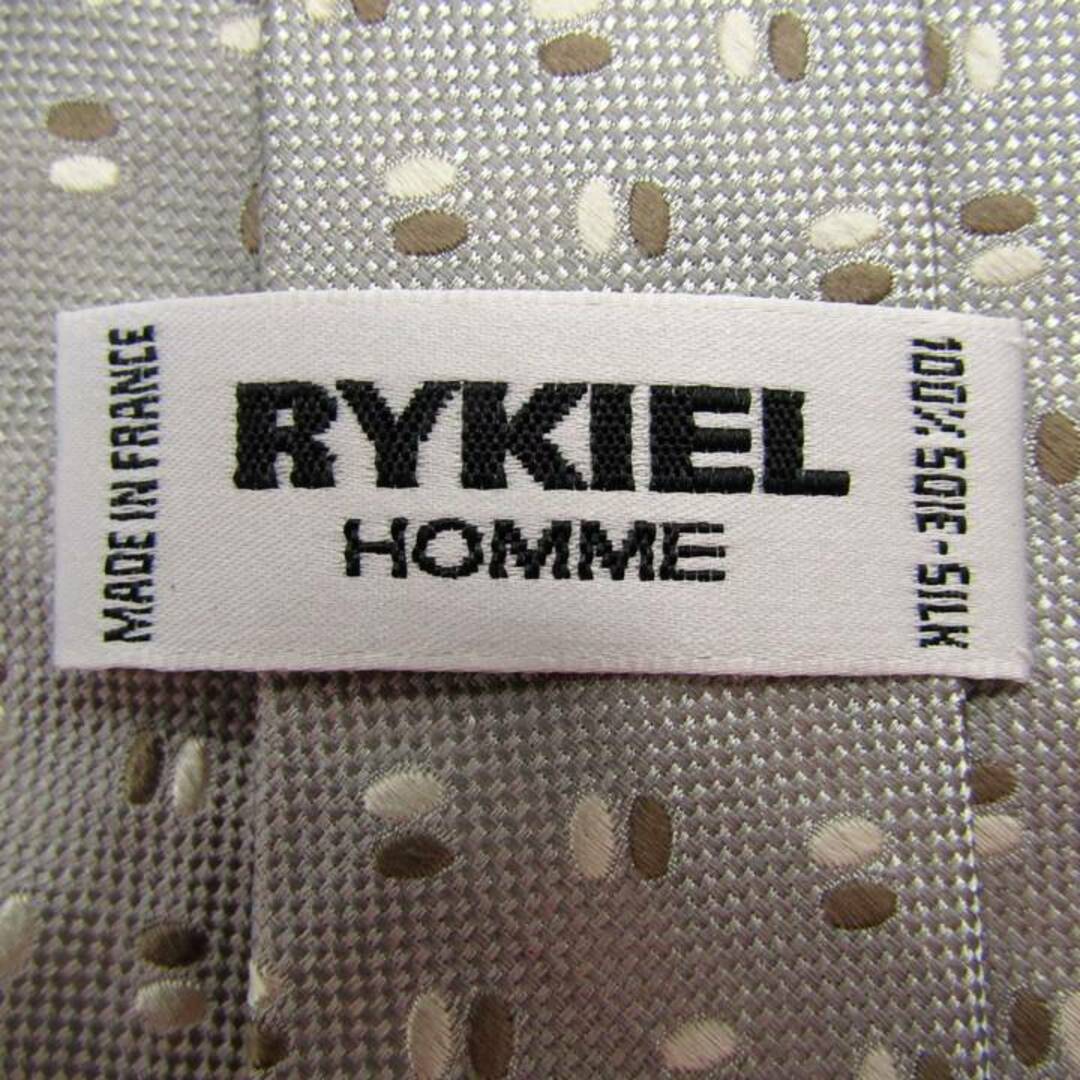 MADE IN FRANCE
RYKIEL
HOMME
100% SOIE-SILK